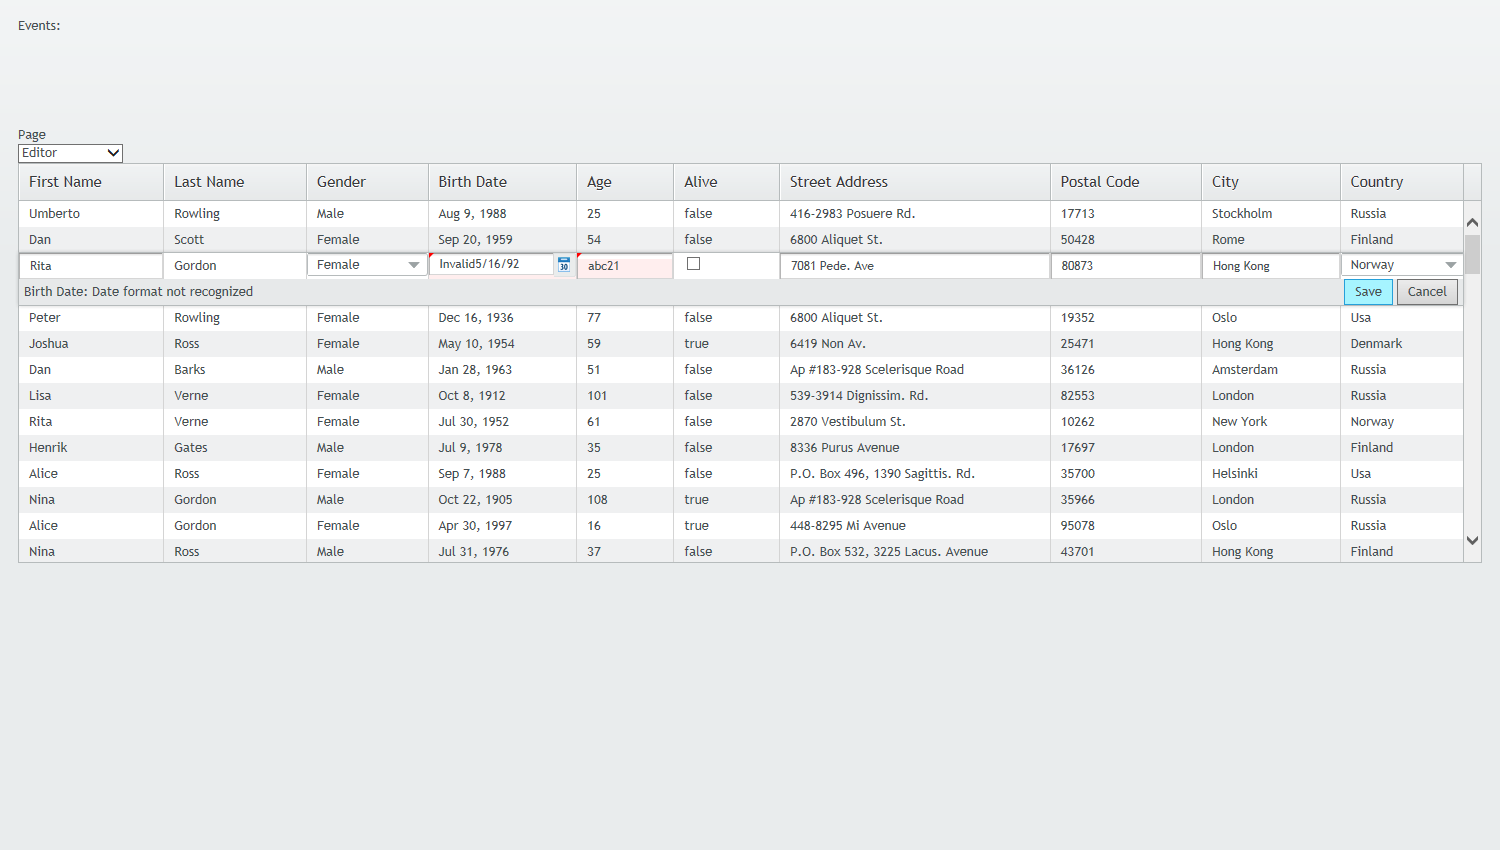 Events:
Page
Editor
First Name Last Name Gender Birth Date Age Alive Street Address Postal Code City Country
Umberto Rowling Male Aug 9, 1988 25 false 416-2983 Posuere Rd. 17713 Stockholm Russia
Dan Scott Female Sep 20, 1959 54 false 6800 Aliquet St. 50428 Rome Finland
Rita Gordon Female Invalid5/16/92 30 abc21 7081 Pede. Ave 80873 Hong Kong Norway
Birth Date: Date format not recognized Save Cancel
Peter Rowling Female Dec 16, 1936 77 false 6800 Aliquet St. 19352 Oslo Usa
Joshua Ross Female May 10, 1954 59 true 6419 Non Av. 25471 Hong Kong Denmark
Dan Barks Male Jan 28, 1963 51 false Ap #183-928 Scelerisque Road 36126 Amsterdam Russia
Lisa Verne Female Oct 8, 1912 101 false 539-3914 Dignissim. Rd. 82553 London Russia
Rita Verne Female Jul 30, 1952 61 false 2870 Vestibulum St. 10262 New York Norway
Henrik Gates Male Jul 9, 1978 35 false 8336 Purus Avenue 17697 London Finland
Alice Ross Female Sep 7, 1988 25 false P.O. Box 496, 1390 Sagittis. Rd. 35700 Helsinki Usa
Nina Gordon Male Oct 22, 1905 108 true Ap #183-928 Scelerisque Road 35966 London Russia
Alice Gordon Female Apr 30, 1997 16 true 448-8295 Mi Avenue 95078 Oslo Russia
Nina Ross Male Jul 31, 1976 37 false P.O. Box 532, 3225 Lacus. Avenue 43701 Hong Kong Finland